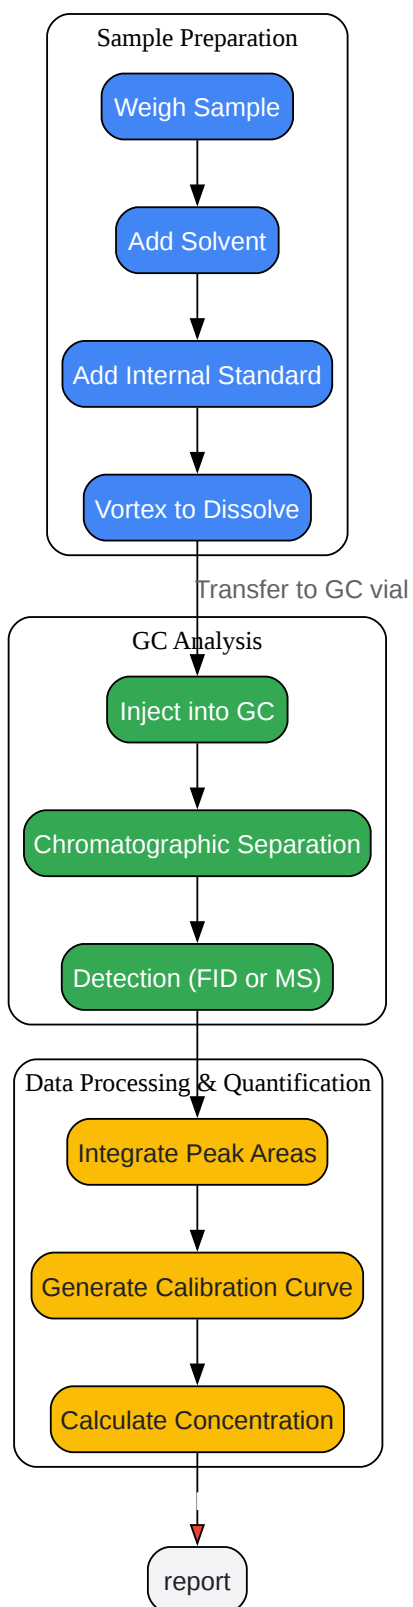 Sample Preparation
Weigh Sample
Add Solvent
Add Internal Standard
Vortex to Dissolve
Transfer to GC vial
GC Analysis
Inject into GC
Chromatographic Separation
Detection (FID or MS)
Data Processing & Quantification
Integrate Peak Areas
Generate Calibration Curve
Calculate Concentration
report